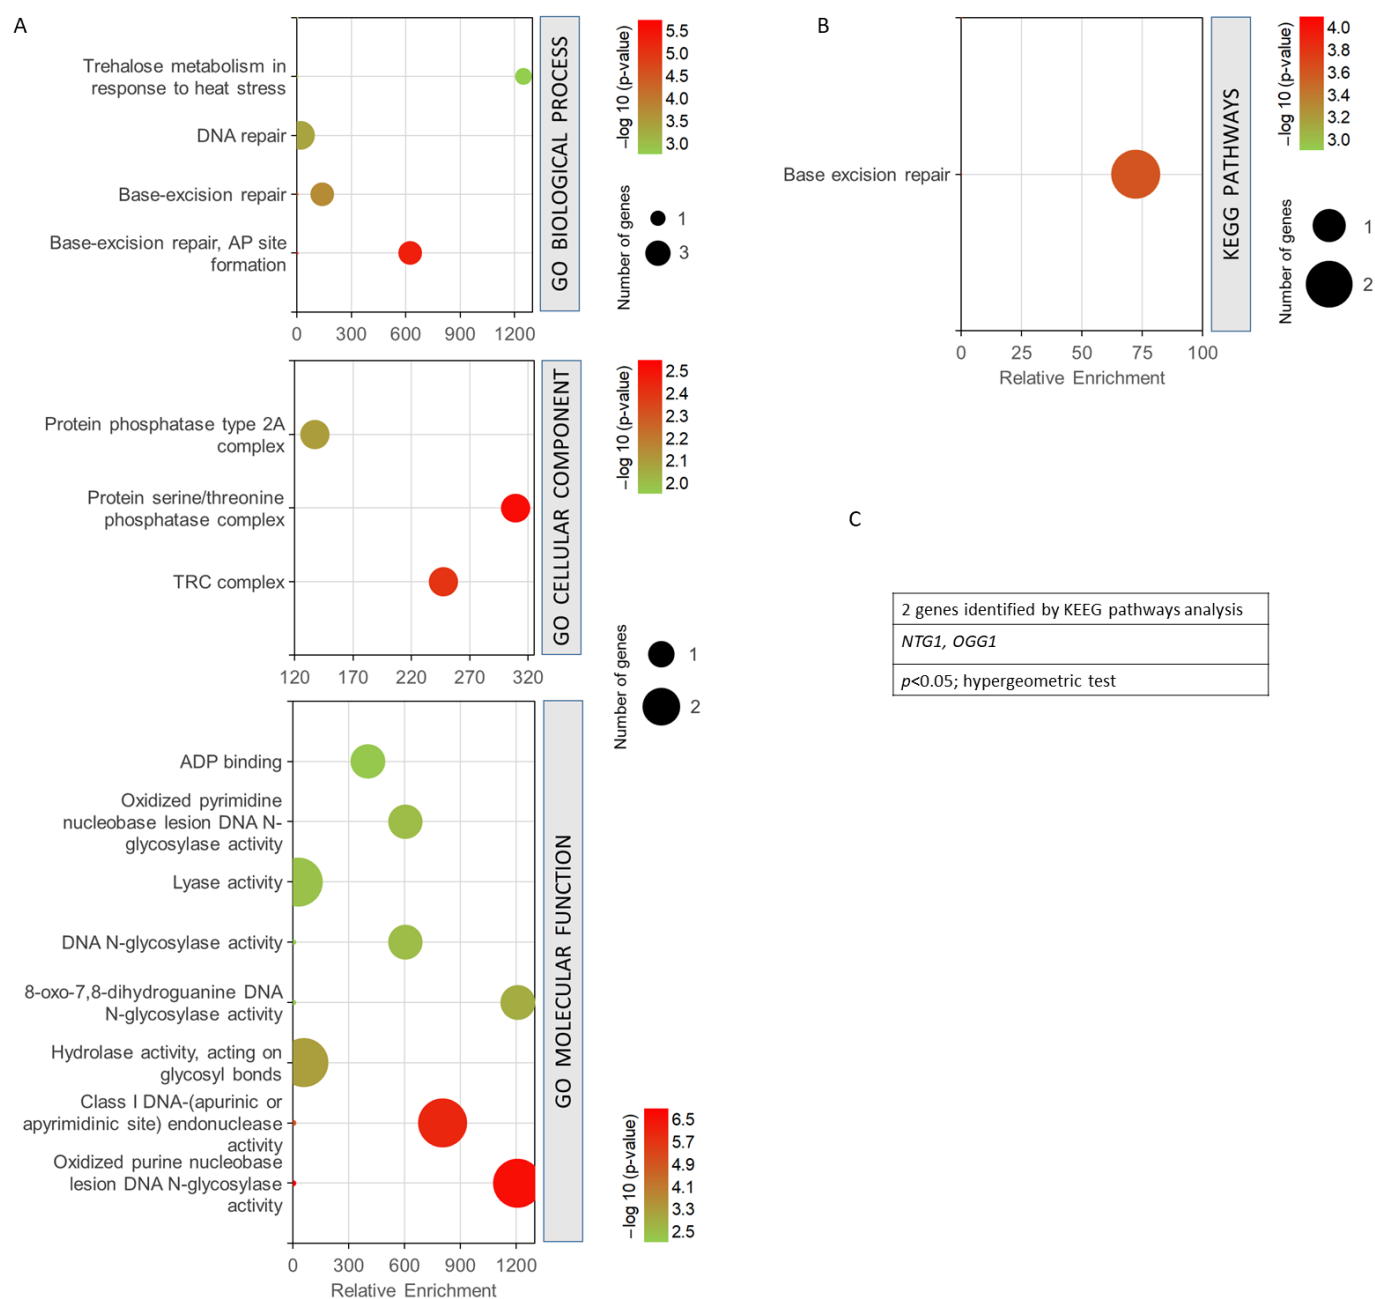 A
Trehalose metabolism in
response to heat stress
DNA repair
Base-excision repair
Base-excision repair, AP site
formation
0 300 600 900 1200
GO BIOLOGICAL PROCESS
−log 10 (p-value)
5.5
5.0
4.5
4.0
3.5
3.0
Number of genes
1
3
Protein phosphatase type 2A
complex
Protein serine/threonine
phosphatase complex
TRC complex
120 170 220 270 320
GO CELLULAR COMPONENT
−log 10 (p-value)
2.5
2.4
2.3
2.2
2.1
2.0
Number of genes
1
2
ADP binding
Oxidized pyrimidine
nucleobase lesion DNA N-
glycosylase activity
Lyase activity
DNA N-glycosylase activity
8-oxo-7,8-dihydroguanine DNA
N-glycosylase activity
Hydrolase activity, acting on
glycosyl bonds
Class I DNA-(apurinic or
apyrimidinic site) endonuclease
activity
Oxidized purine nucleobase
lesion DNA N-glycosylase
activity
0 300 600 900 1200
Relative Enrichment
GO MOLECULAR FUNCTION
−log 10 (p-value)
6.5
5.7
4.9
4.1
3.3
2.5
B
Base excision repair
0 25 50 75 100
Relative Enrichment
KEGG PATHWAYS
−log 10 (p-value)
4.0
3.8
3.6
3.4
3.2
3.0
Number of genes
1
2
C
2 genes identified by KEEG pathways analysis
NTG1, OGG1
p<0.05; hypergeometric test